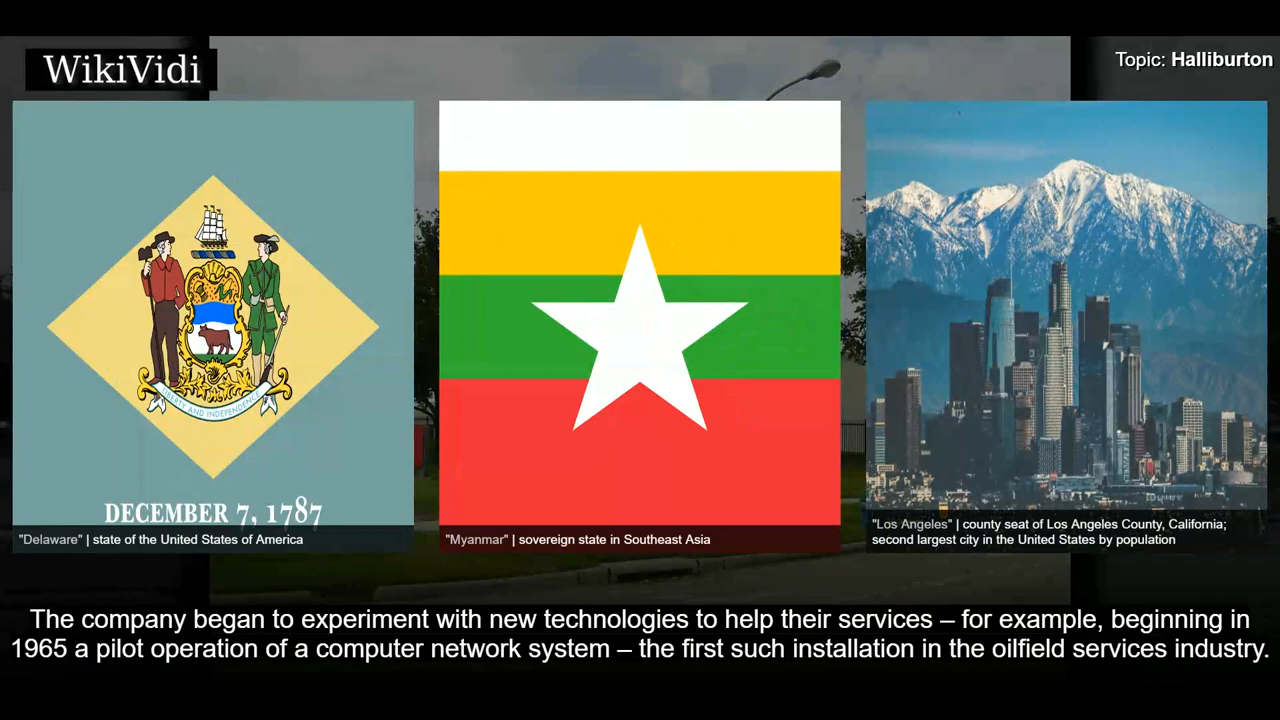 WikiVidi
Topic: Halliburton
LIBERTY AND INDEPENDENCE
DECEMBER 7, 1787
"Delaware" | state of the United States of America
"Myanmar" | sovereign state in Southeast Asia
"Los Angeles" | county seat of Los Angeles County, California;
second largest city in the United States by population
The company began to experiment with new technologies to help their services – for example, beginning in
1965 a pilot operation of a computer network system – the first such installation in the oilfield services industry.